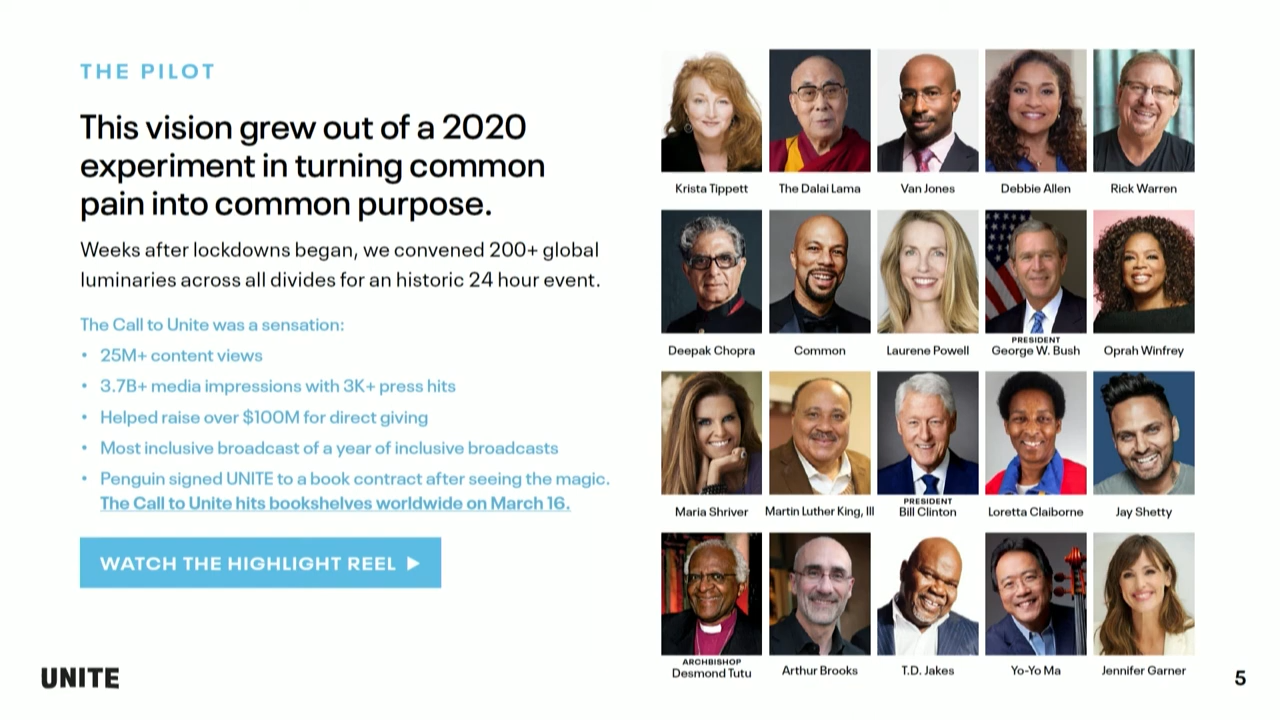 THE PILOT
This vision grew out of a 2020
experiment in turning common
pain into common purpose.
Weeks after lockdowns began, we convened 200+ global
luminaries across all divides for an historic 24 hour event.
The Call to Unite was a sensation:
• 25M+ content views
• 3.7B+ media impressions with 3K+ press hits
• Helped raise over $100M for direct giving
• Most inclusive broadcast of a year of inclusive broadcasts
• Penguin signed UNITE to a book contract after seeing the magic.
The Call to Unite hits bookshelves worldwide on March 16.
WATCH THE HIGHLIGHT REEL ▶
Krista Tippett
The Dalai Lama
Van Jones
Debbie Allen
Rick Warren
Deepak Chopra
Common
Laurene Powell
PRESIDENT
George W. Bush
Oprah Winfrey
Maria Shriver
Martin Luther King, III
PRESIDENT
Bill Clinton
Loretta Claiborne
Jay Shetty
ARCHBISHOP
Desmond Tutu
Arthur Brooks
T.D. Jakes
Yo-Yo Ma
Jennifer Garner
UNITE
5